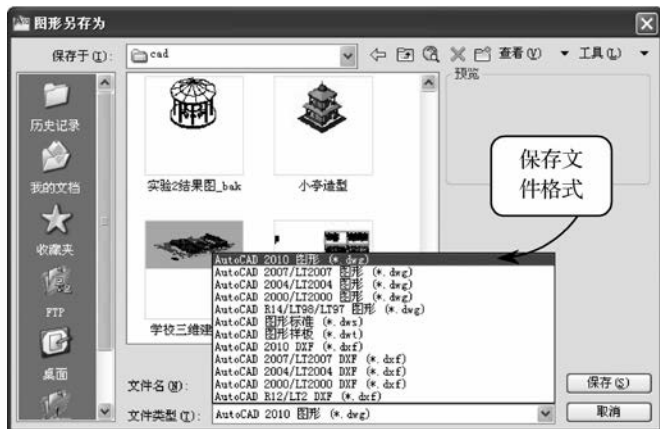 图形另存为
保存于(I):
cad
查看(V)
工具(L)
预览
历史记录
我的文档
收藏夹
FTP
桌面
实验2结果图_bak
小亭造型
学校三维建
保存文
件格式
AutoCAD 2010 图形 (*.dwg)
AutoCAD 2007/LT2007 图形 (*.dwg)
AutoCAD 2004/LT2004 图形 (*.dwg)
AutoCAD 2000/LT2000 图形 (*.dwg)
AutoCAD R14/LT98/LT97 图形 (*.dwg)
AutoCAD 图形标准 (*.dws)
AutoCAD 图形样板 (*.dwt)
AutoCAD 2010 DXF (*.dxf)
AutoCAD 2007/LT2007 DXF (*.dxf)
AutoCAD 2004/LT2004 DXF (*.dxf)
AutoCAD 2000/LT2000 DXF (*.dxf)
AutoCAD R12/LT2 DXF (*.dxf)
文件名(N):
文件类型(T):
AutoCAD 2010 图形 (*.dwg)
保存(S)
取消